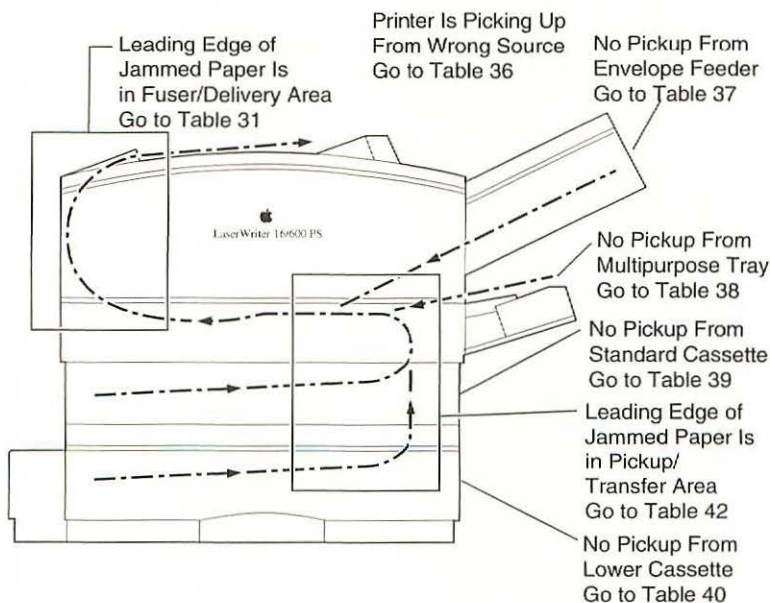 Leading Edge of
Jammed Paper Is
in Fuser/Delivery Area
Go to Table 31
Printer Is Picking Up
From Wrong Source
Go to Table 36
No Pickup From
Envelope Feeder
Go to Table 37
LaserWriter 16/600 PS
No Pickup From
Multipurpose Tray
Go to Table 38
No Pickup From
Standard Cassette
Go to Table 39
Leading Edge of
Jammed Paper Is
in Pickup/
Transfer Area
Go to Table 42
No Pickup From
Lower Cassette
Go to Table 40